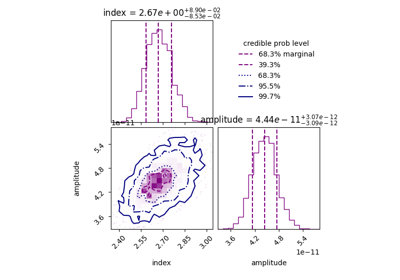 index = 2.67e+00+8.90e−02−8.53e−02
credible prob level
68.3% marginal
39.3%
68.3%
95.5%
99.7%
1e−11
amplitude = 4.44e−11+3.07e−12−3.09e−12
5.4
4.8
4.2
3.6
amplitude
2.40
2.55
2.70
2.85
3.00
index
3.6
4.2
4.8
5.4
1e−11
amplitude